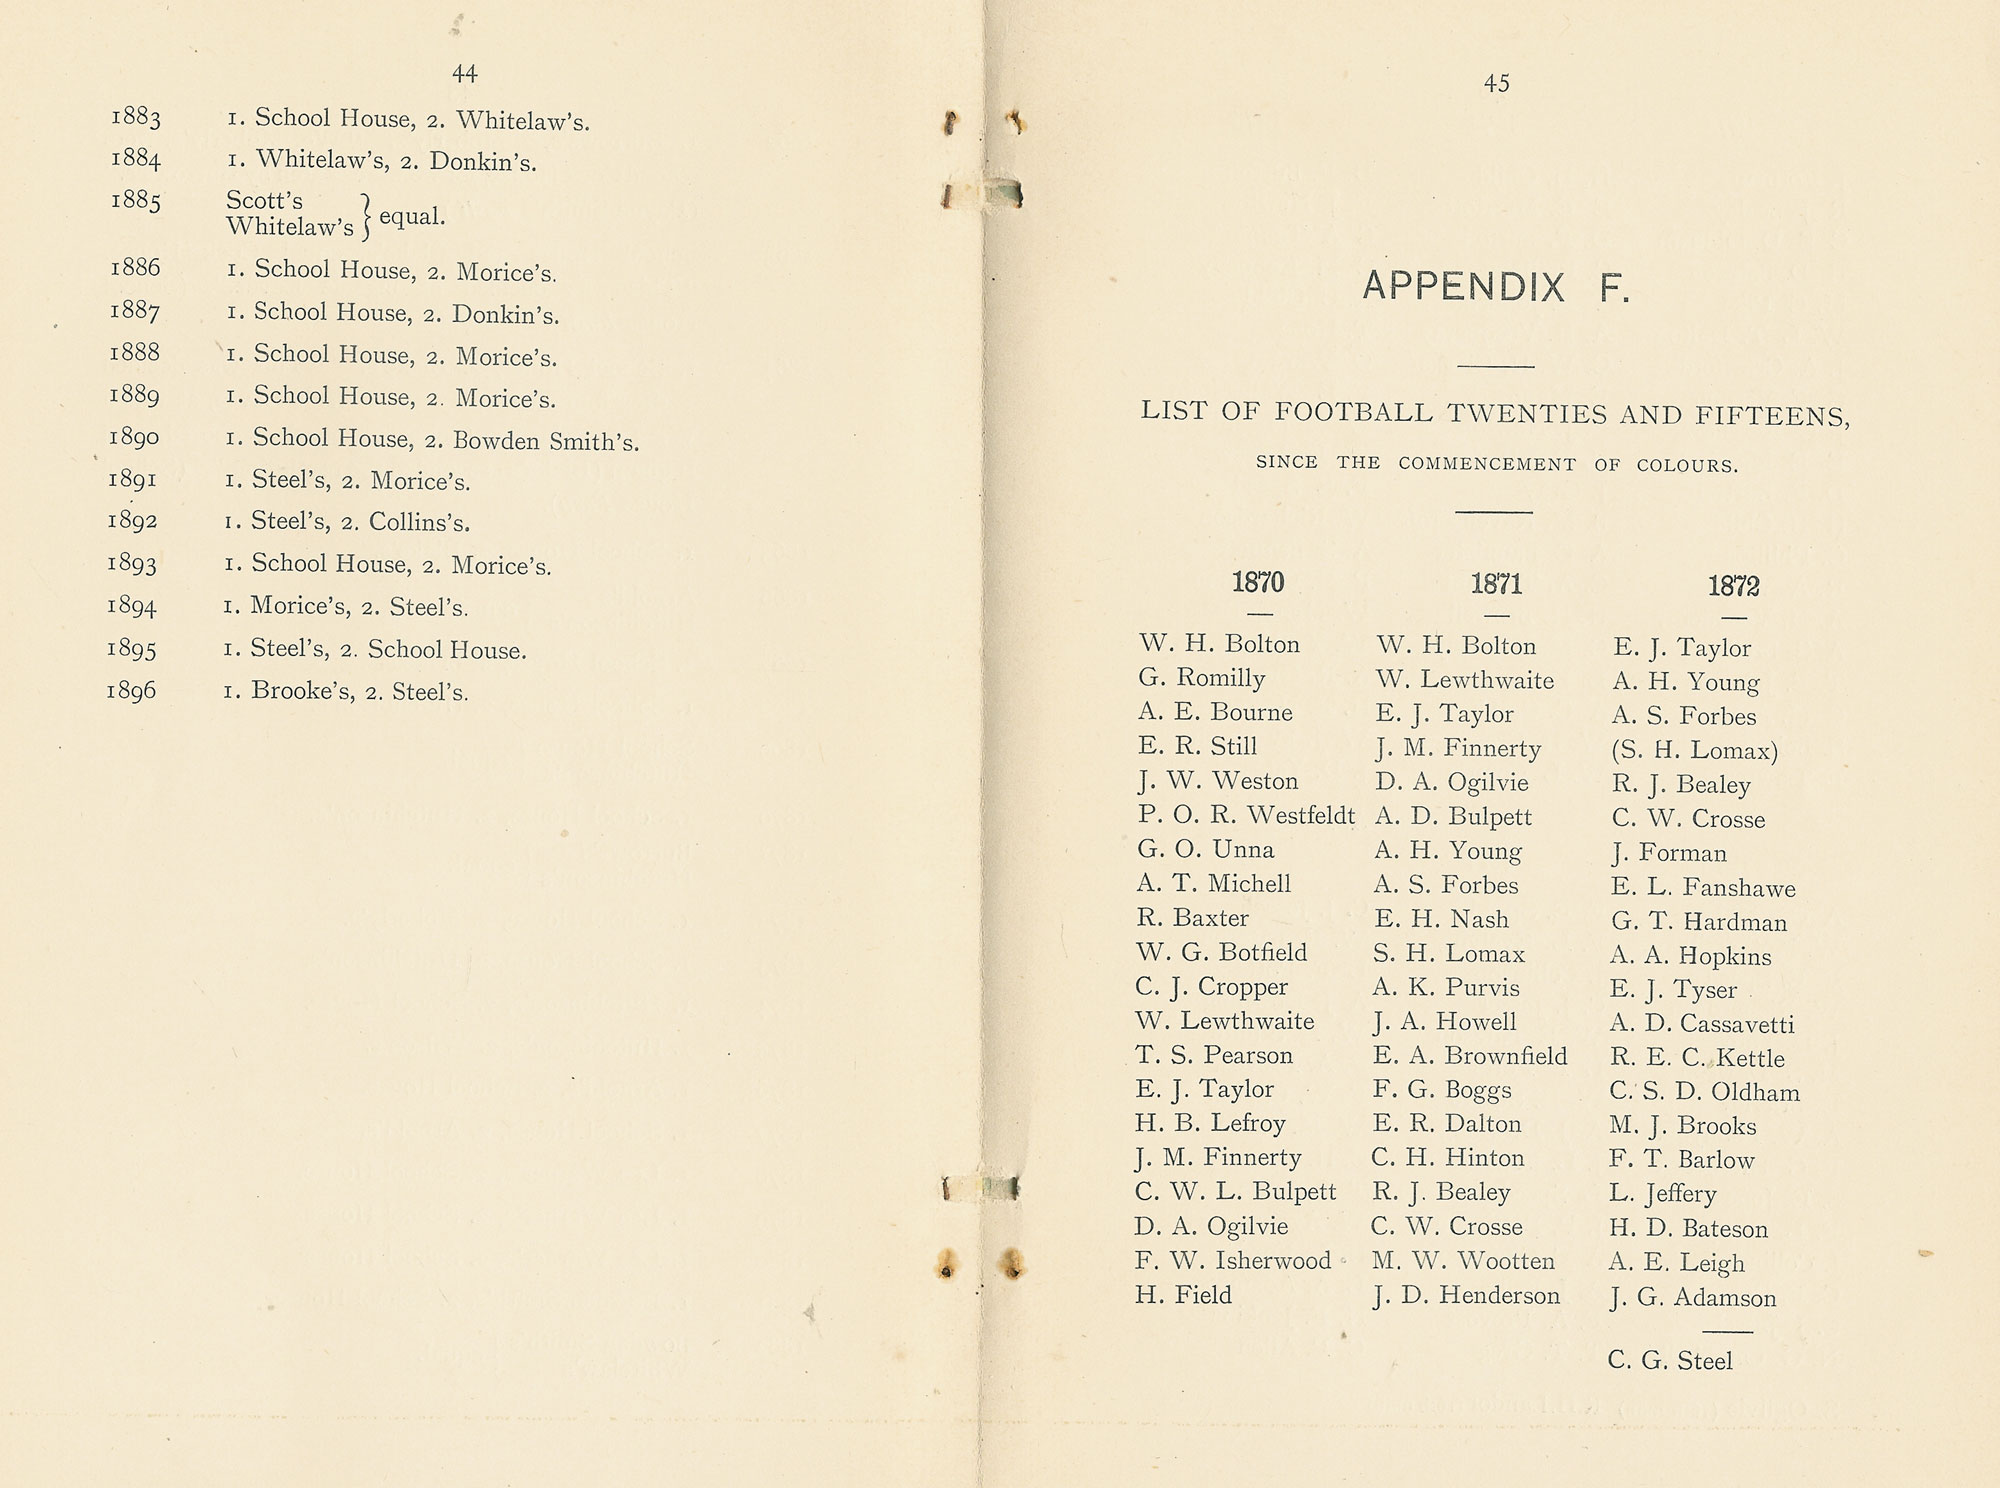 44
1883 1. School House, 2. Whitelaw's.
1884 1. Whitelaw's, 2. Donkin's.
1885 Scott's
Whitelaw's } equal.
1886 1. School House, 2. Morice's.
1887 1. School House, 2. Donkin's.
1888 1. School House, 2. Morice's.
1889 1. School House, 2. Morice's.
1890 1. School House, 2. Bowden Smith's.
1891 1. Steel's, 2. Morice's.
1892 1. Steel's, 2. Collins's.
1893 1. School House, 2. Morice's.
1894 1. Morice's, 2. Steel's.
1895 1. Steel's, 2. School House.
1896 1. Brooke's, 2. Steel's.
45
APPENDIX F.
LIST OF FOOTBALL TWENTIES AND FIFTEENS,
SINCE THE COMMENCEMENT OF COLOURS.
1870
W. H. Bolton
G. Romilly
A. E. Bourne
E. R. Still
J. W. Weston
P. O. R. Westfeldt
G. O. Unna
A. T. Michell
R. Baxter
W. G. Botfield
C. J. Cropper
W. Lewthwaite
T. S. Pearson
E. J. Taylor
H. B. Lefroy
J. M. Finnerty
C. W. L. Bulpett
D. A. Ogilvie
F. W. Isherwood
H. Field
1871
W. H. Bolton
W. Lewthwaite
E. J. Taylor
J. M. Finnerty
D. A. Ogilvie
A. D. Bulpett
A. H. Young
A. S. Forbes
E. H. Nash
S. H. Lomax
A. K. Purvis
J. A. Howell
E. A. Brownfield
F. G. Boggs
E. R. Dalton
C. H. Hinton
R. J. Bealey
C. W. Crosse
M. W. Wootten
J. D. Henderson
1872
E. J. Taylor
A. H. Young
A. S. Forbes
(S. H. Lomax)
R. J. Bealey
C. W. Crosse
J. Forman
E. L. Fanshawe
G. T. Hardman
A. A. Hopkins
E. J. Tyser
A. D. Cassavetti
R. E. C. Kettle
C. S. D. Oldham
M. J. Brooks
F. T. Barlow
L. Jeffery
H. D. Bateson
A. E. Leigh
J. G. Adamson
C. G. Steel